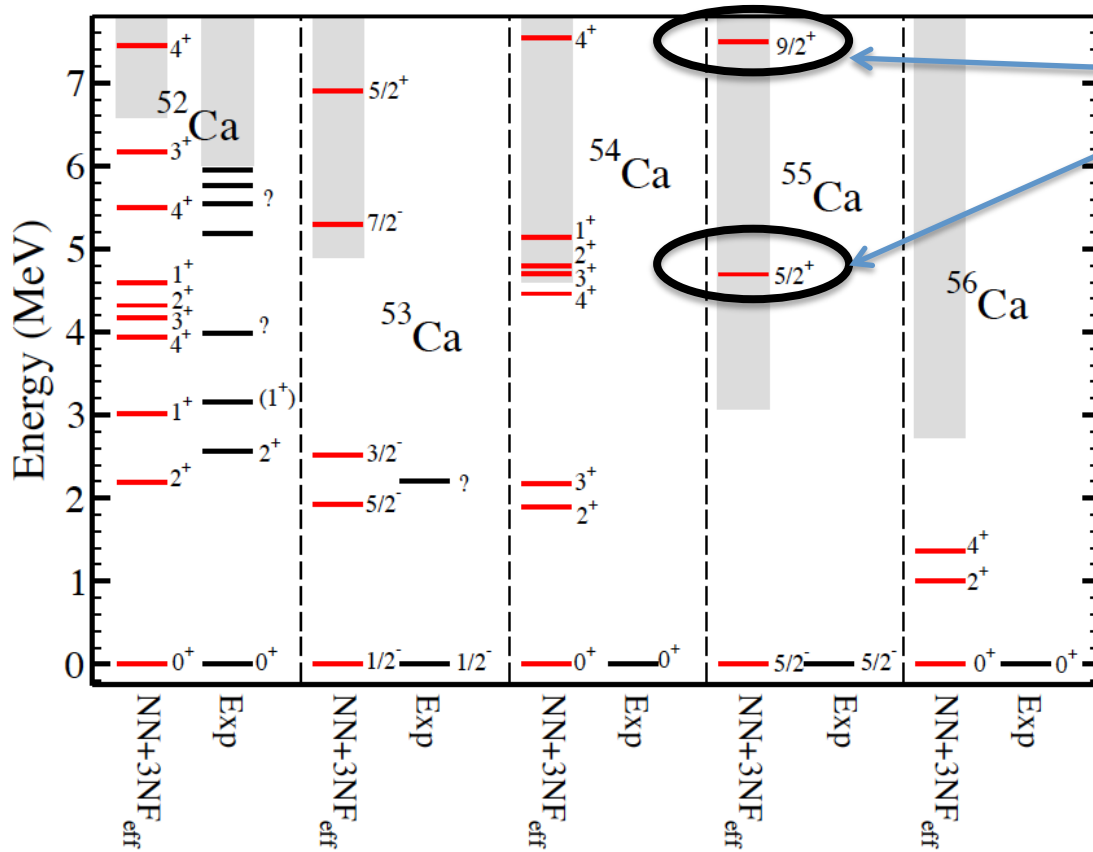 Energy (MeV)
7
6
5
4
3
2
1
0
⁵²Ca
4⁺
3⁺
4⁺
1⁺
2⁺
3⁺
4⁺
1⁺
2⁺
0⁺
?
?
(1⁺)
2⁺
0⁺
⁵³Ca
5/2⁺
7/2⁻
3/2⁻
5/2⁻
1/2⁻
?
1/2⁻
⁵⁴Ca
4⁺
1⁺
2⁺
3⁺
4⁺
3⁺
2⁺
0⁺
0⁺
⁵⁵Ca
9/2⁺
5/2⁺
5/2⁻
5/2⁻
⁵⁶Ca
4⁺
2⁺
0⁺
0⁺
NN+3NFeff
Exp
NN+3NFeff
Exp
NN+3NFeff
Exp
NN+3NFeff
Exp
NN+3NFeff
Exp